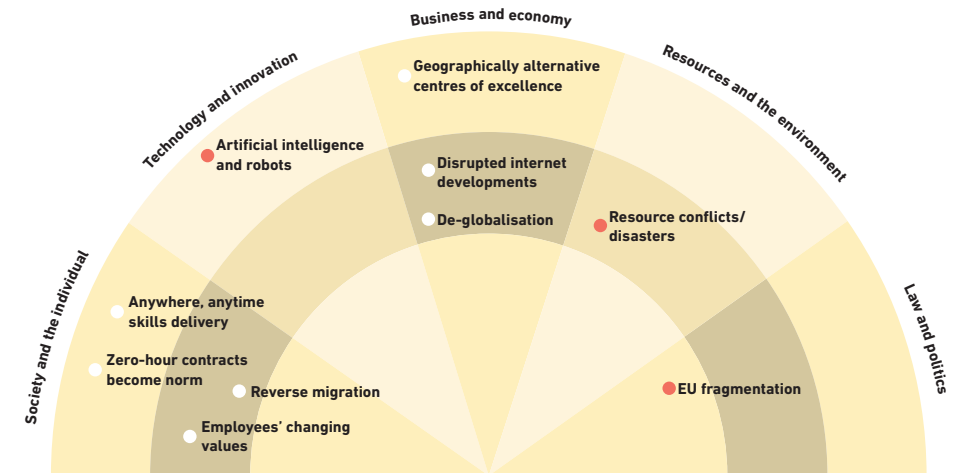 Business and economy
Technology and innovation
Resources and the environment
Society and the individual
Law and politics
Geographically alternative
centres of excellence
Artificial intelligence
and robots
Disrupted internet
developments
De-globalisation
Resource conflicts/
disasters
Anywhere, anytime
skills delivery
Zero-hour contracts
become norm
Reverse migration
Employees’ changing
values
EU fragmentation